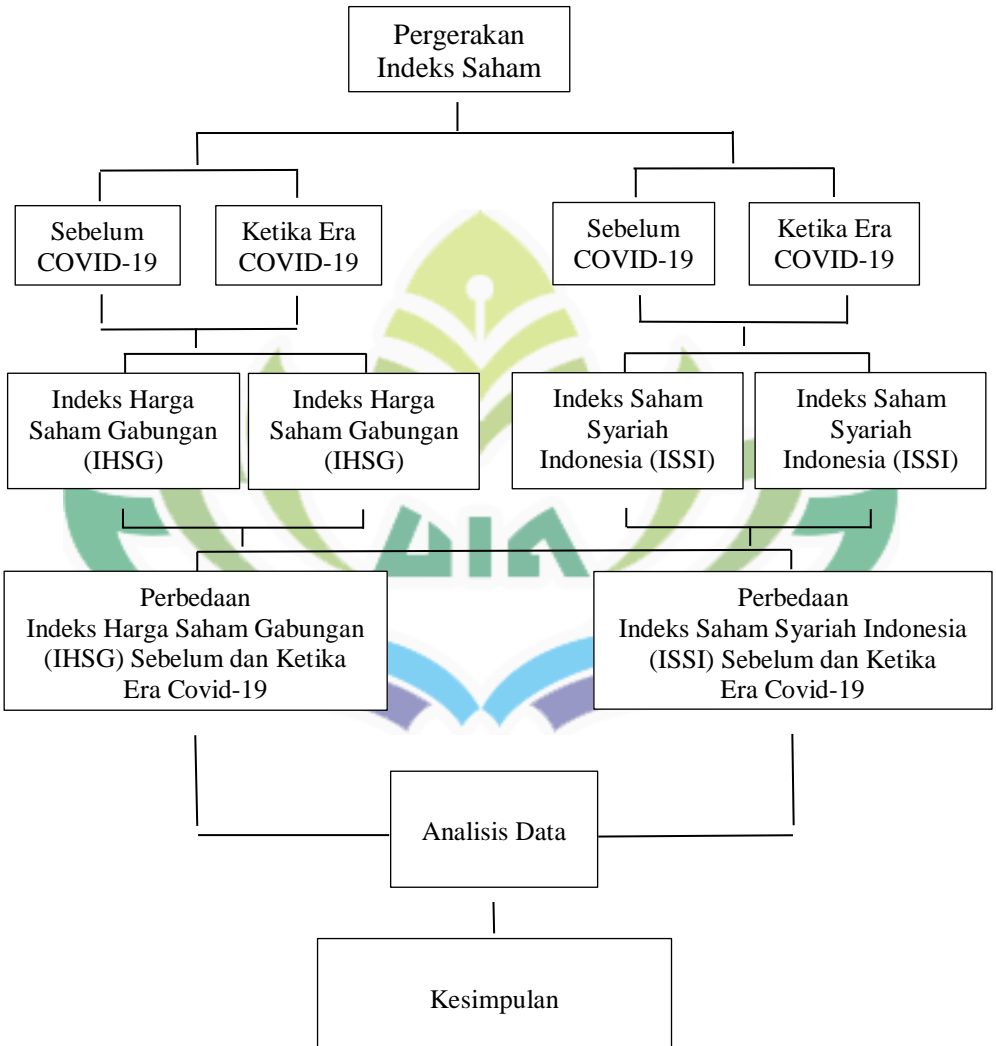 Pergerakan
Indeks Saham
Sebelum
COVID-19
Ketika Era
COVID-19
Sebelum
COVID-19
Ketika Era
COVID-19
Indeks Harga
Saham Gabungan
(IHSG)
Indeks Harga
Saham Gabungan
(IHSG)
Indeks Saham
Syariah
Indonesia (ISSI)
Indeks Saham
Syariah
Indonesia (ISSI)
Perbedaan
Indeks Harga Saham Gabungan
(IHSG) Sebelum dan Ketika
Era Covid-19
Perbedaan
Indeks Saham Syariah Indonesia
(ISSI) Sebelum dan Ketika
Era Covid-19
Analisis Data
Kesimpulan